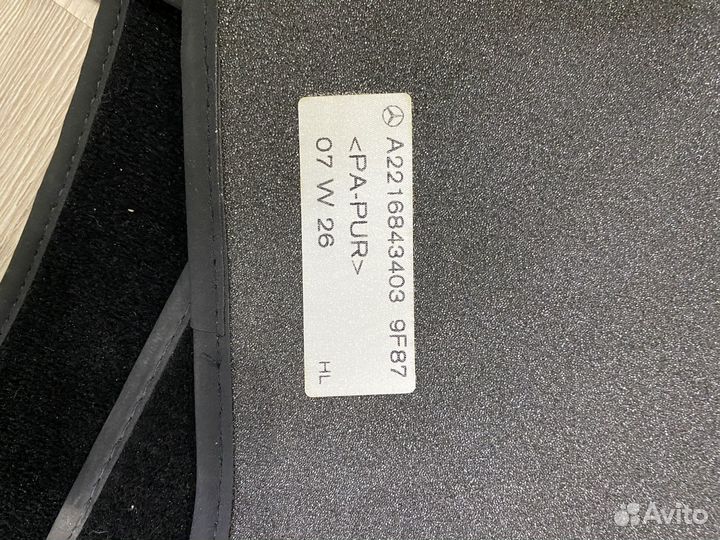 A2216843403 9F87
<PA-PUR>
07 W 26
HL
Avito